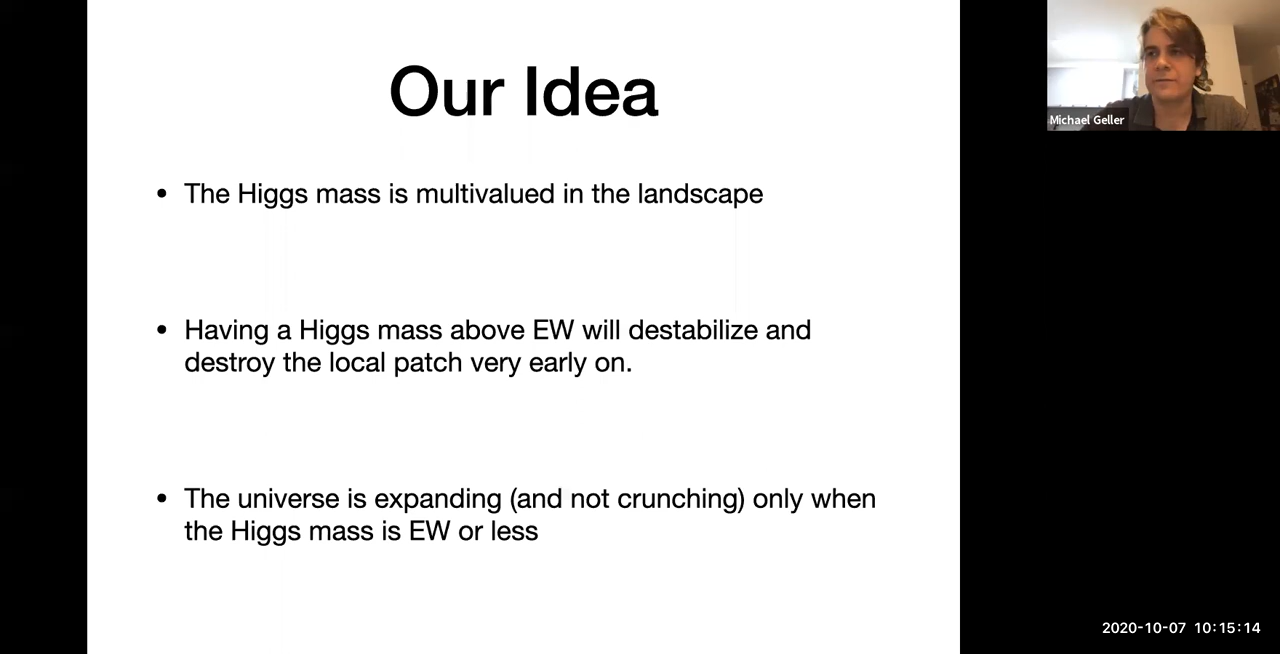 Our Idea
• The Higgs mass is multivalued in the landscape
• Having a Higgs mass above EW will destabilize and
destroy the local patch very early on.
• The universe is expanding (and not crunching) only when
the Higgs mass is EW or less
Michael Geller
2020-10-07 10:15:14